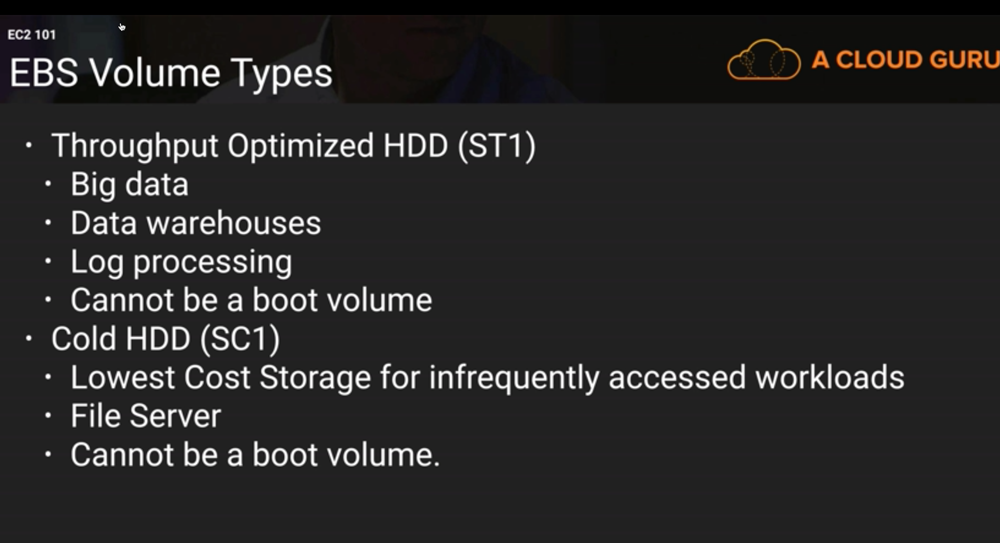 EC2 101
EBS Volume Types
A CLOUD GURU
• Throughput Optimized HDD (ST1)
• Big data
• Data warehouses
• Log processing
• Cannot be a boot volume
• Cold HDD (SC1)
• Lowest Cost Storage for infrequently accessed workloads
• File Server
• Cannot be a boot volume.